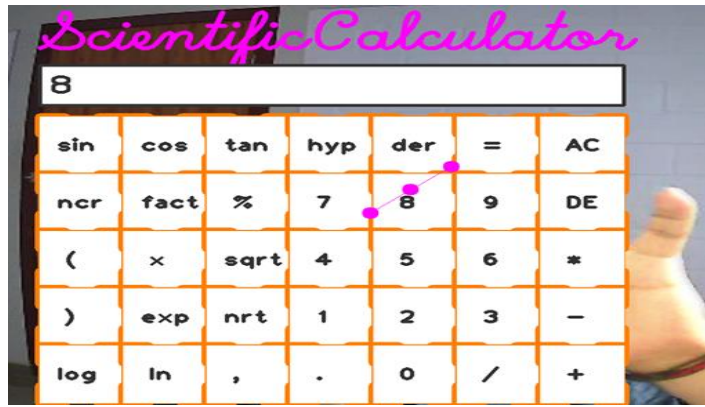 ScientificCalculator
8
sin cos tan hyp der = AC
ncr fact % 7 8 9 DE
( x sqrt 4 5 6 *
) exp nrt 1 2 3 -
log ln , . 0 / +